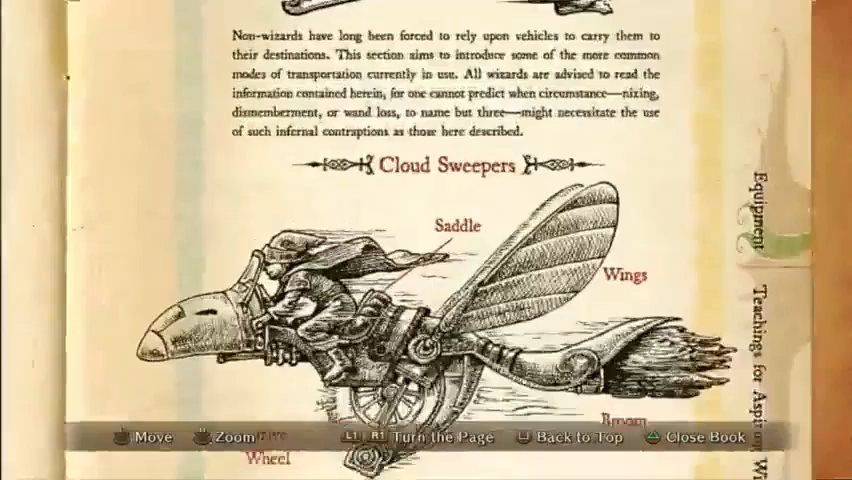 Non-wizards have long been forced to rely upon vehicles to carry them to
their destinations. This section aims to introduce some of the more common
modes of transportation currently in use. All wizards are advised to read the
information contained herein, for one cannot predict when circumstance—nixing,
dismemberment, or wand loss, to name but three—might necessitate the use
of such infernal contraptions as those here described.
Cloud Sweepers
Saddle
Wings
Broom
Drive
Wheel
Move Zoom L1 R1 Turn the Page Back to Top Close Book
Equipment
Teachings for